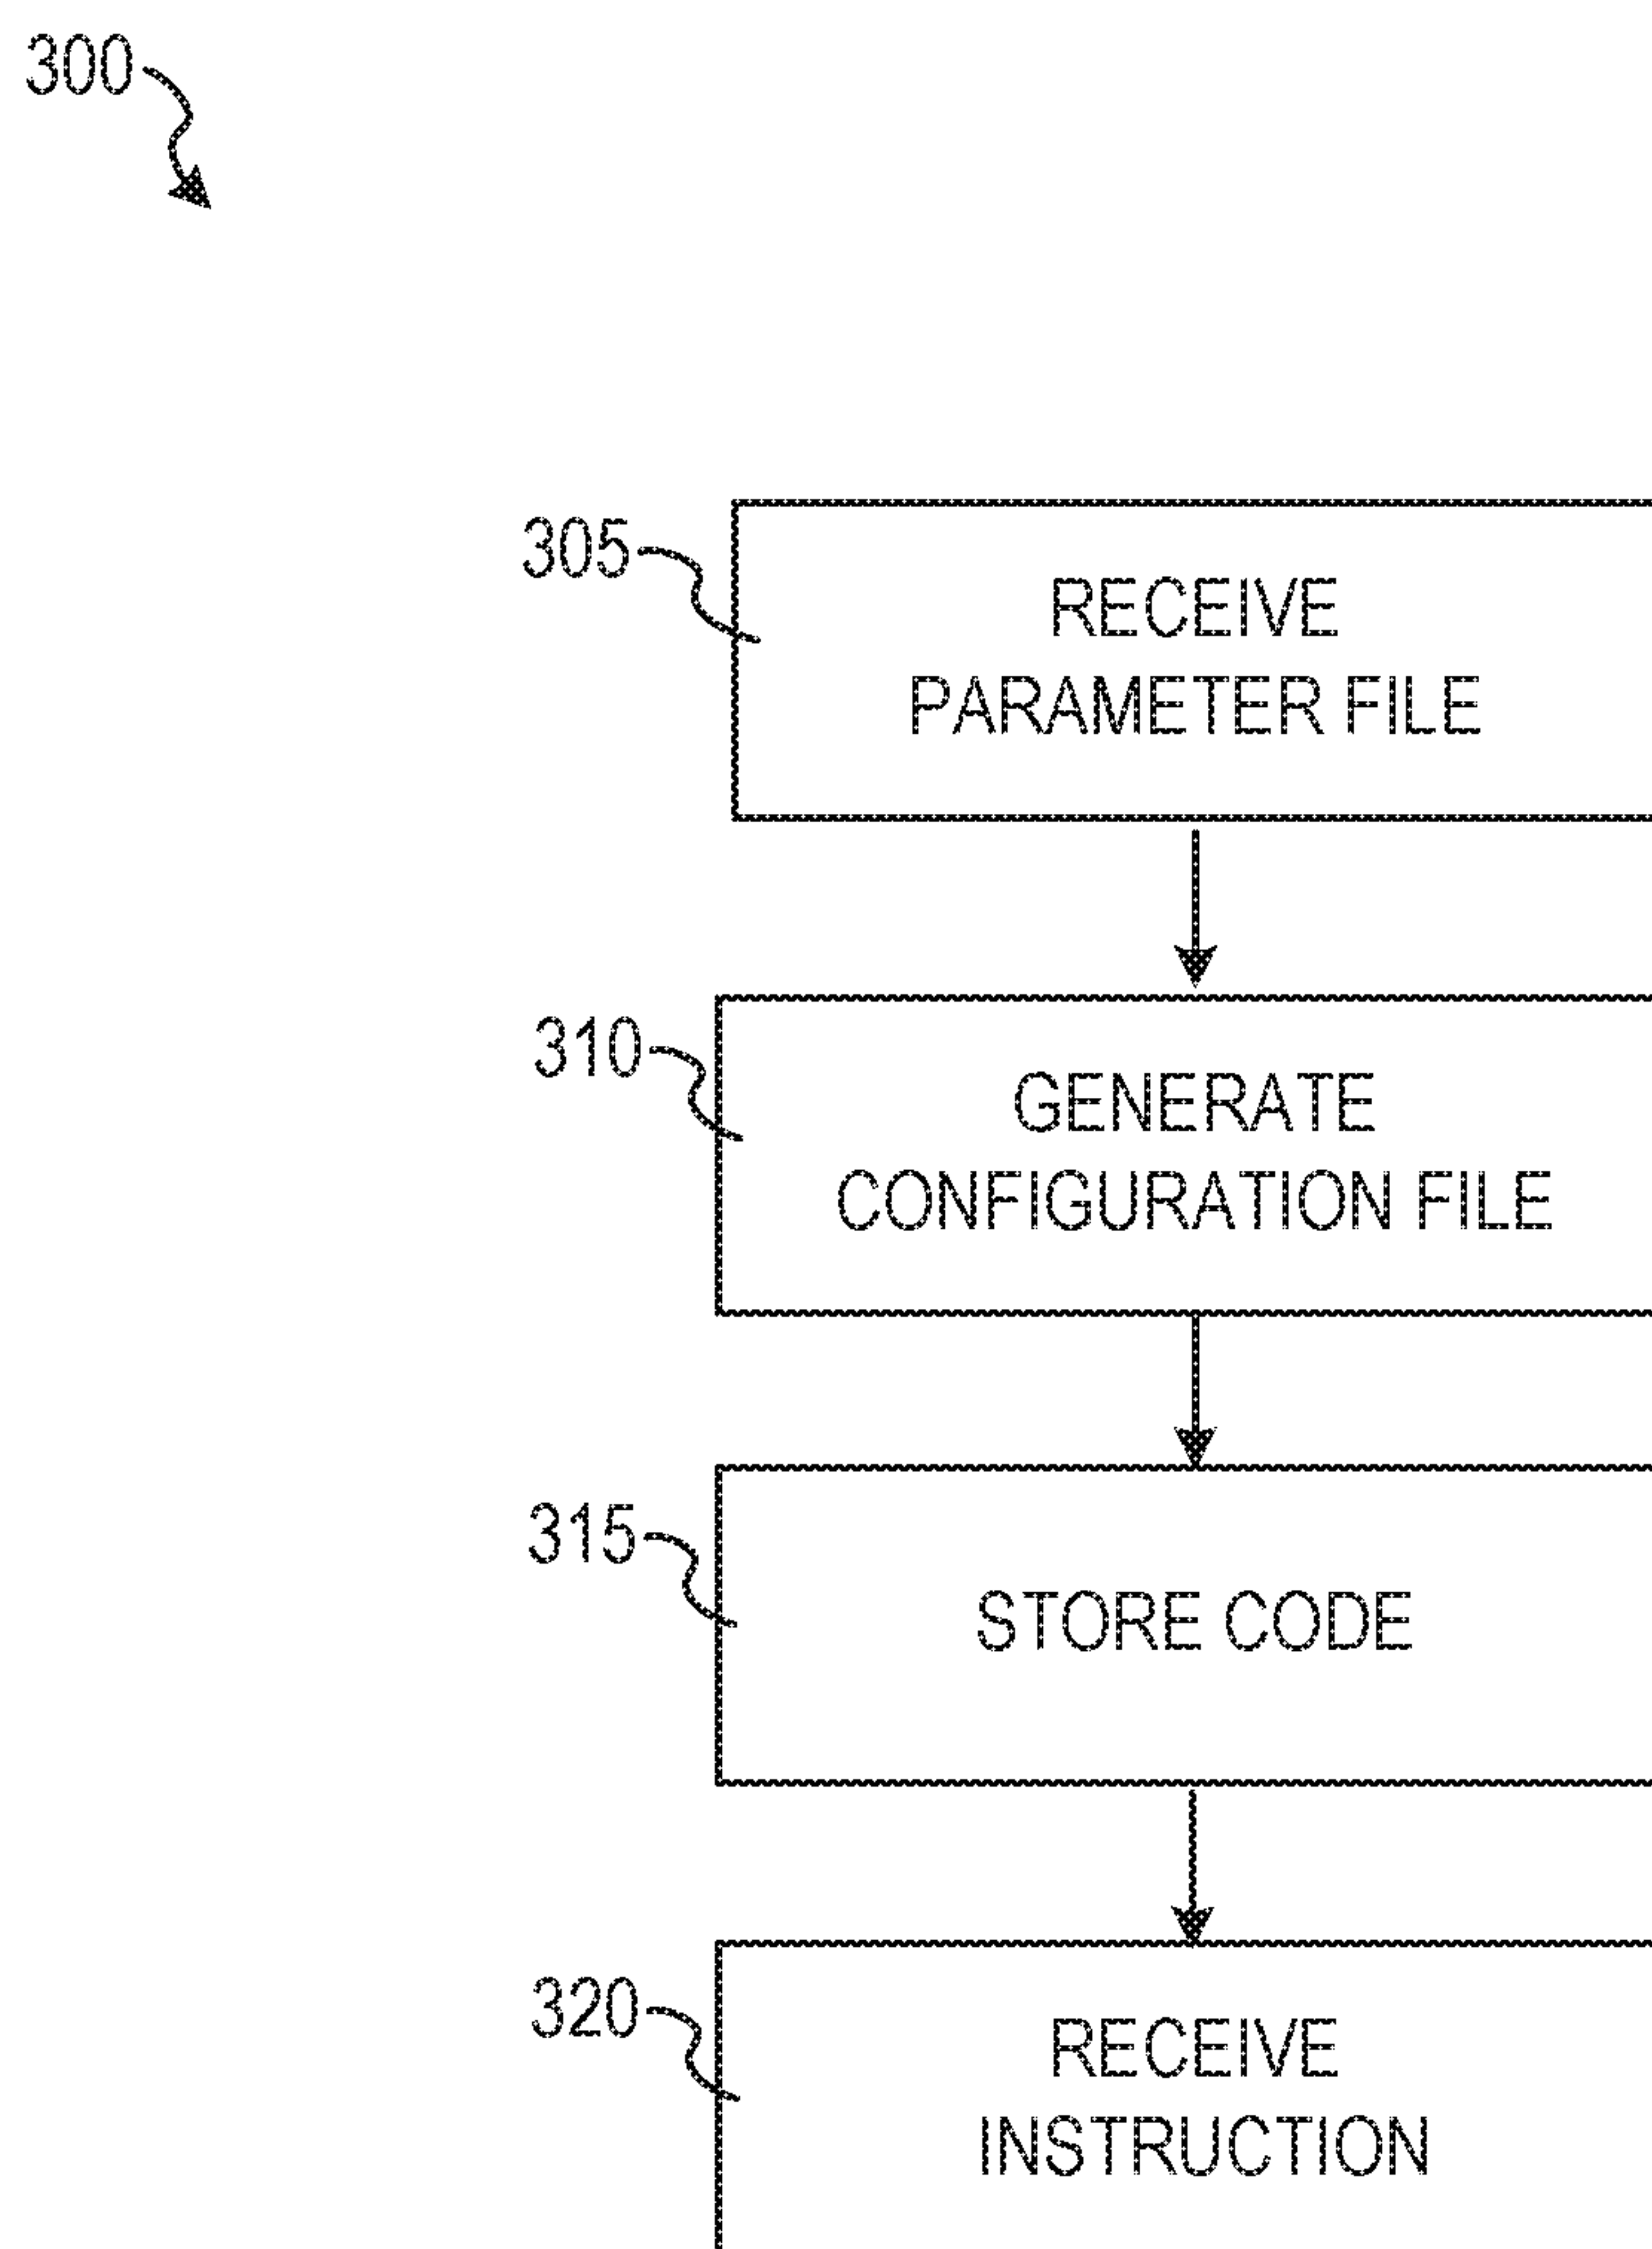 300
305
RECEIVE
PARAMETER FILE
310
GENERATE
CONFIGURATION FILE
315
STORE CODE
320
RECEIVE
INSTRUCTION